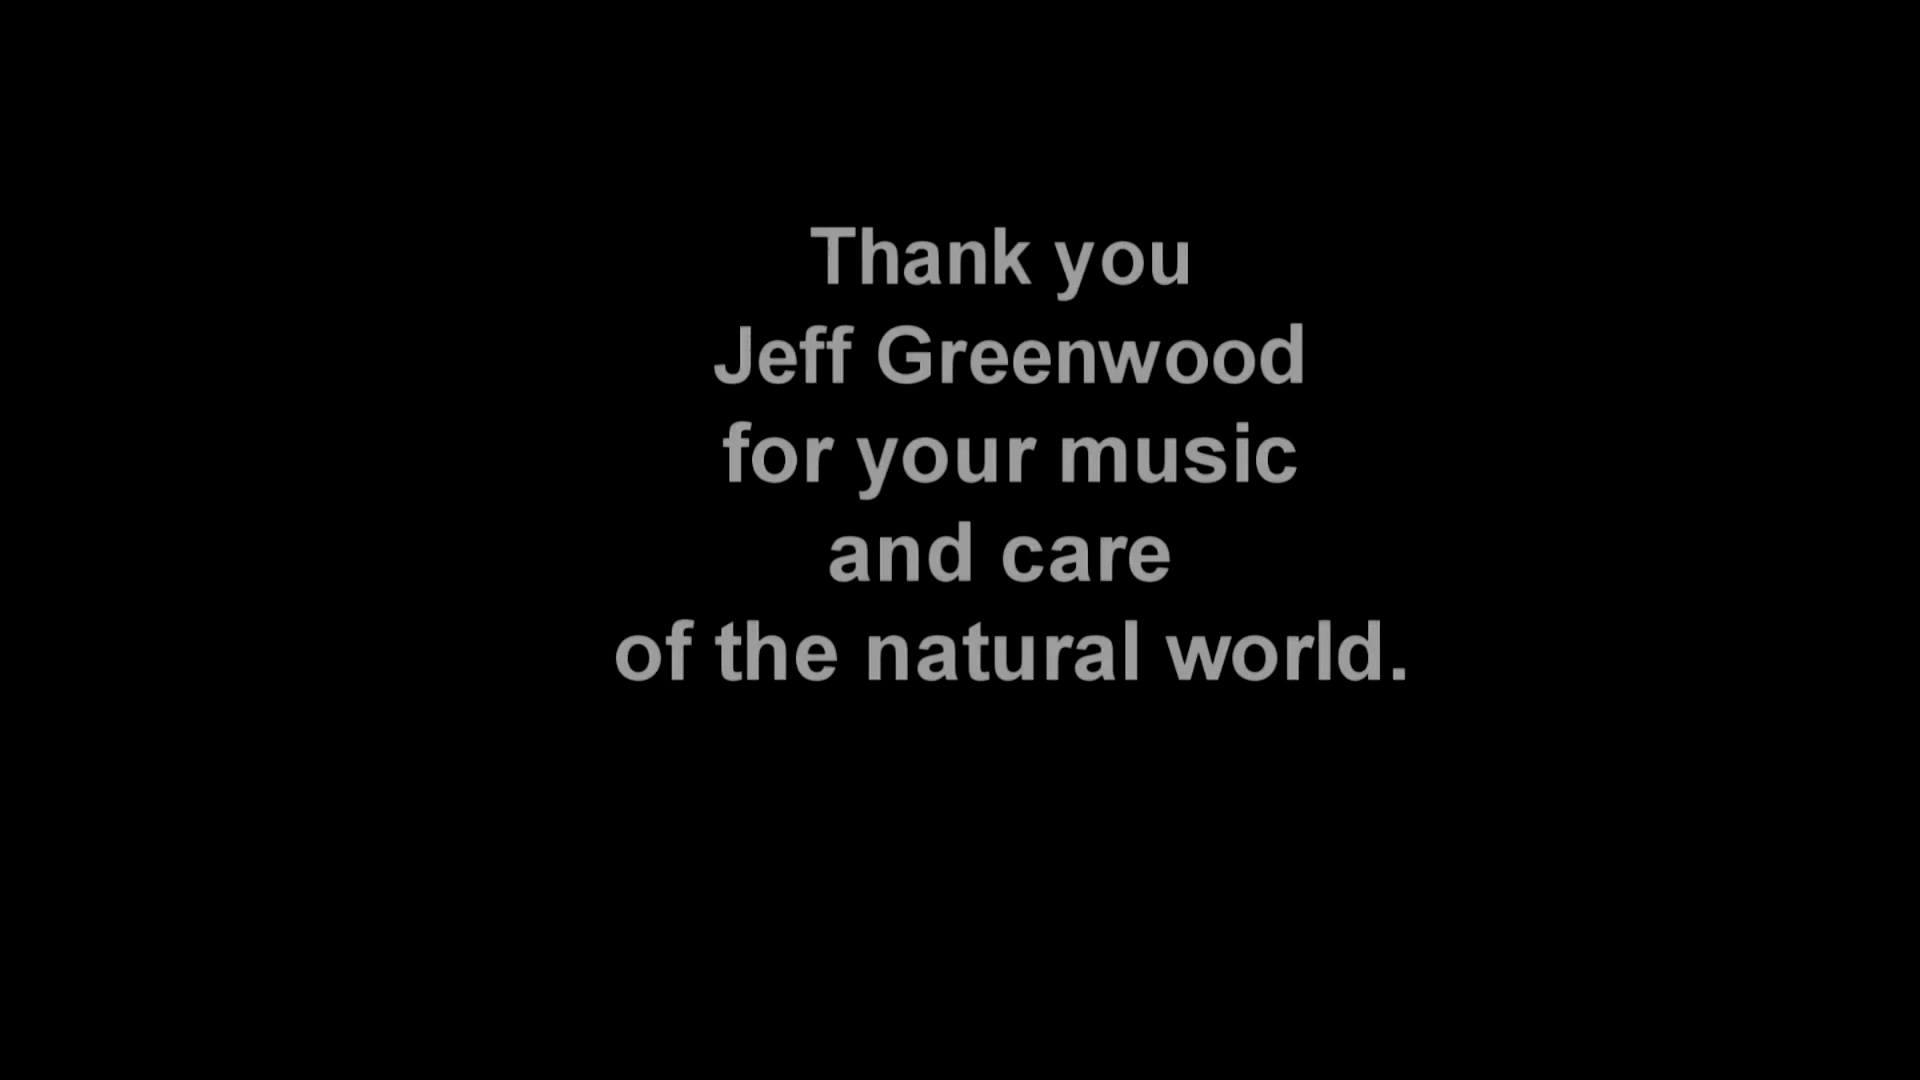 Thank you
Jeff Greenwood
for your music
and care
of the natural world.